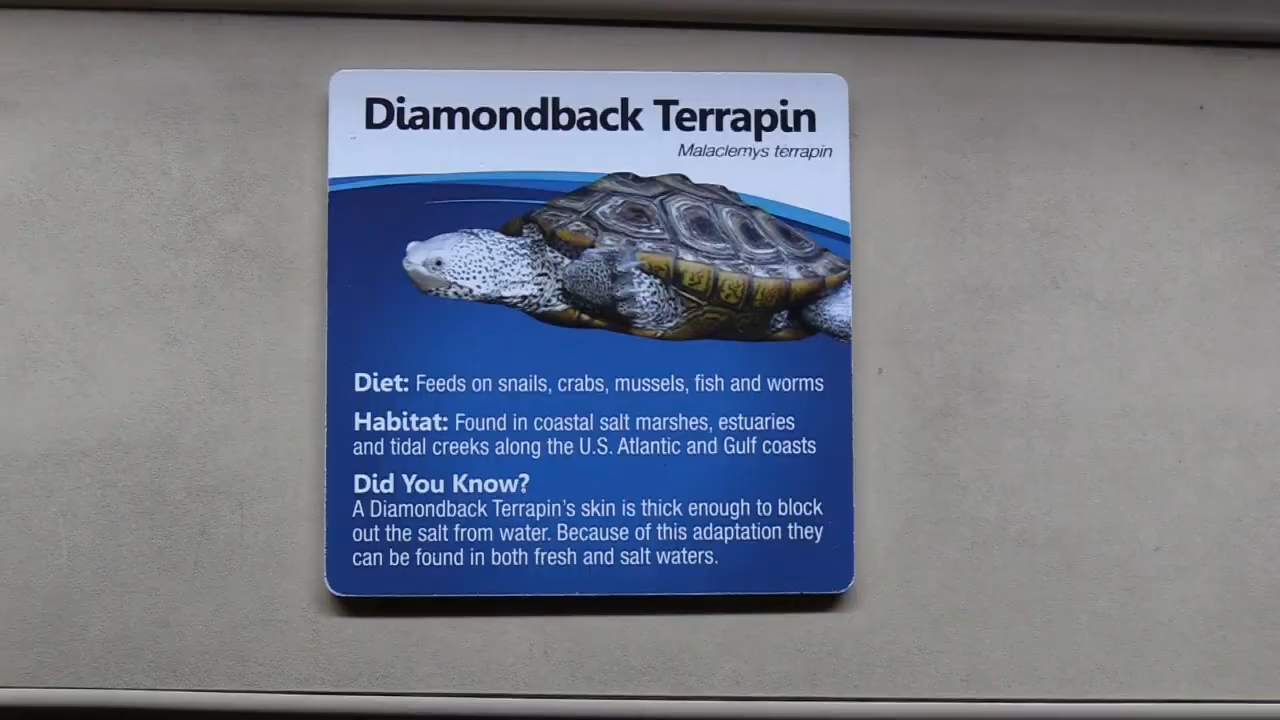 Diamondback Terrapin
Malaclemys terrapin
Diet: Feeds on snails, crabs, mussels, fish and worms
Habitat: Found in coastal salt marshes, estuaries
and tidal creeks along the U.S. Atlantic and Gulf coasts
Did You Know?
A Diamondback Terrapin's skin is thick enough to block
out the salt from water. Because of this adaptation they
can be found in both fresh and salt waters.